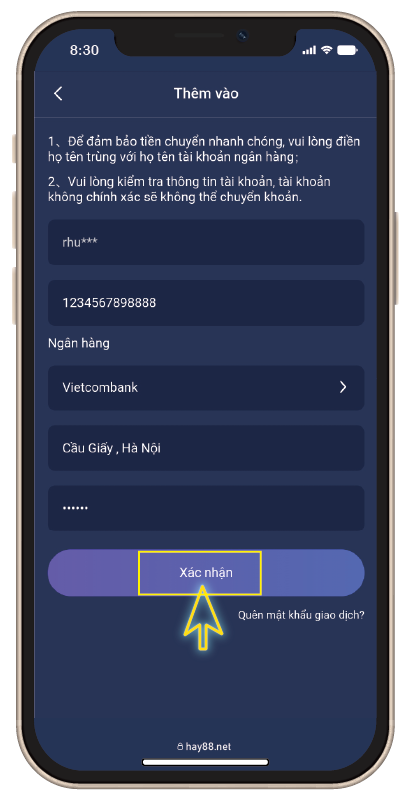 8:30
Thêm vào
1、Để đảm bảo tiền chuyển nhanh chóng, vui lòng điền
họ tên trùng với họ tên tài khoản ngân hàng;
2、Vui lòng kiểm tra thông tin tài khoản, tài khoản
không chính xác sẽ không thể chuyển khoản.
rhu***
1234567898888
Ngân hàng
Vietcombank
Cầu Giấy , Hà Nội
••••••
Xác nhận
Quên mật khẩu giao dịch?
hay88.net